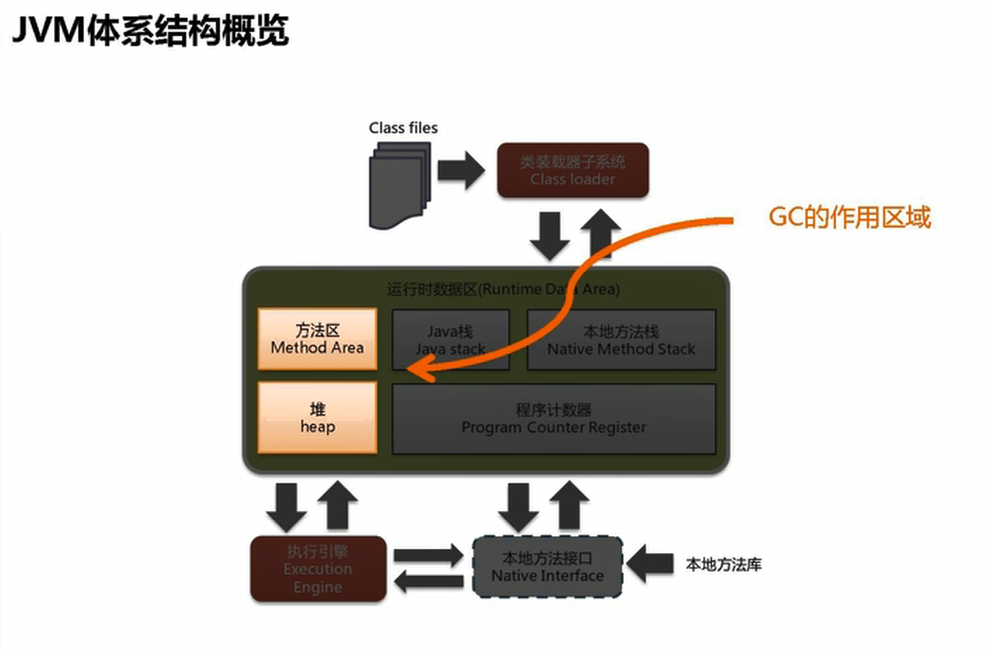 JVM体系结构概览
Class files
类装载器子系统
Class loader
GC的作用区域
运行时数据区(Runtime Data Area)
方法区
Method Area
Java栈
Java stack
本地方法栈
Native Method Stack
堆
heap
程序计数器
Program Counter Register
执行引擎
Execution
Engine
本地方法接口
Native Interface
本地方法库